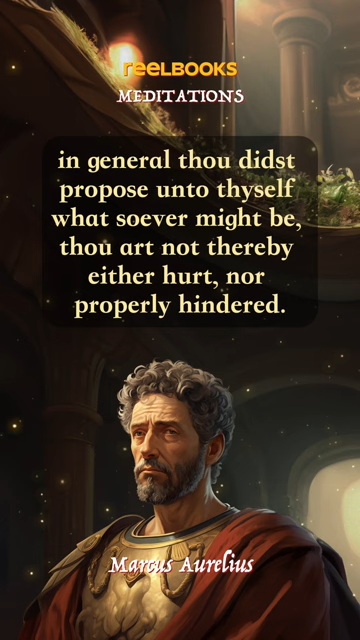 reelBOOKS
MEDITATIONS
in general thou didst
propose unto thyself
what soever might be,
thou art not thereby
either hurt, nor
properly hindered.
Marcus Aurelius